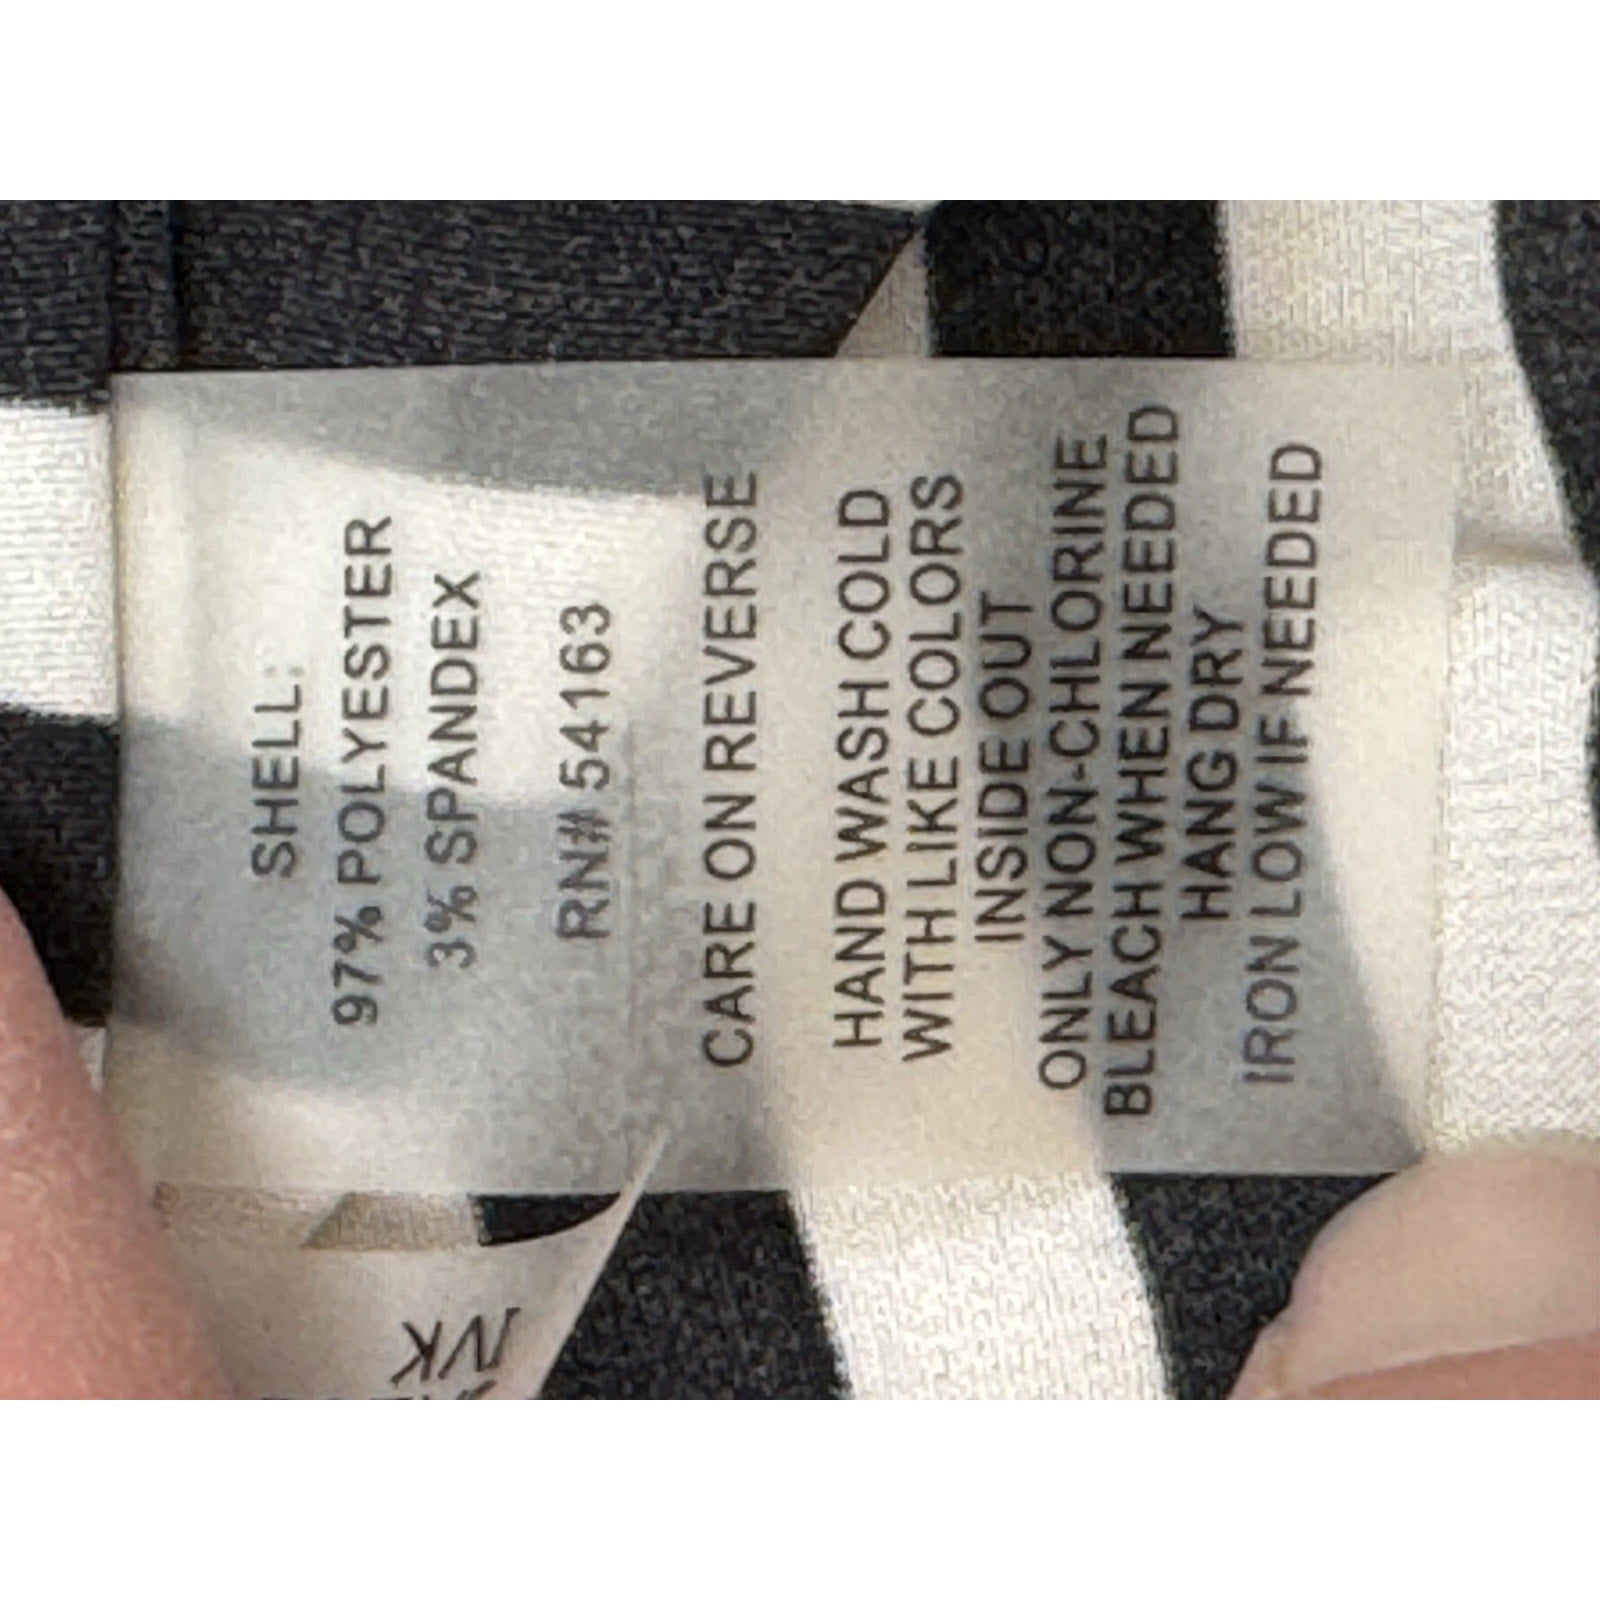 SHELL:
97% POLYESTER
3% SPANDEX
RN# 54163
CARE ON REVERSE
HAND WASH COLD
WITH LIKE COLORS
INSIDE OUT
ONLY NON-CHLORINE
BLEACH WHEN NEEDED
HANG DRY
IRON LOW IF NEEDED